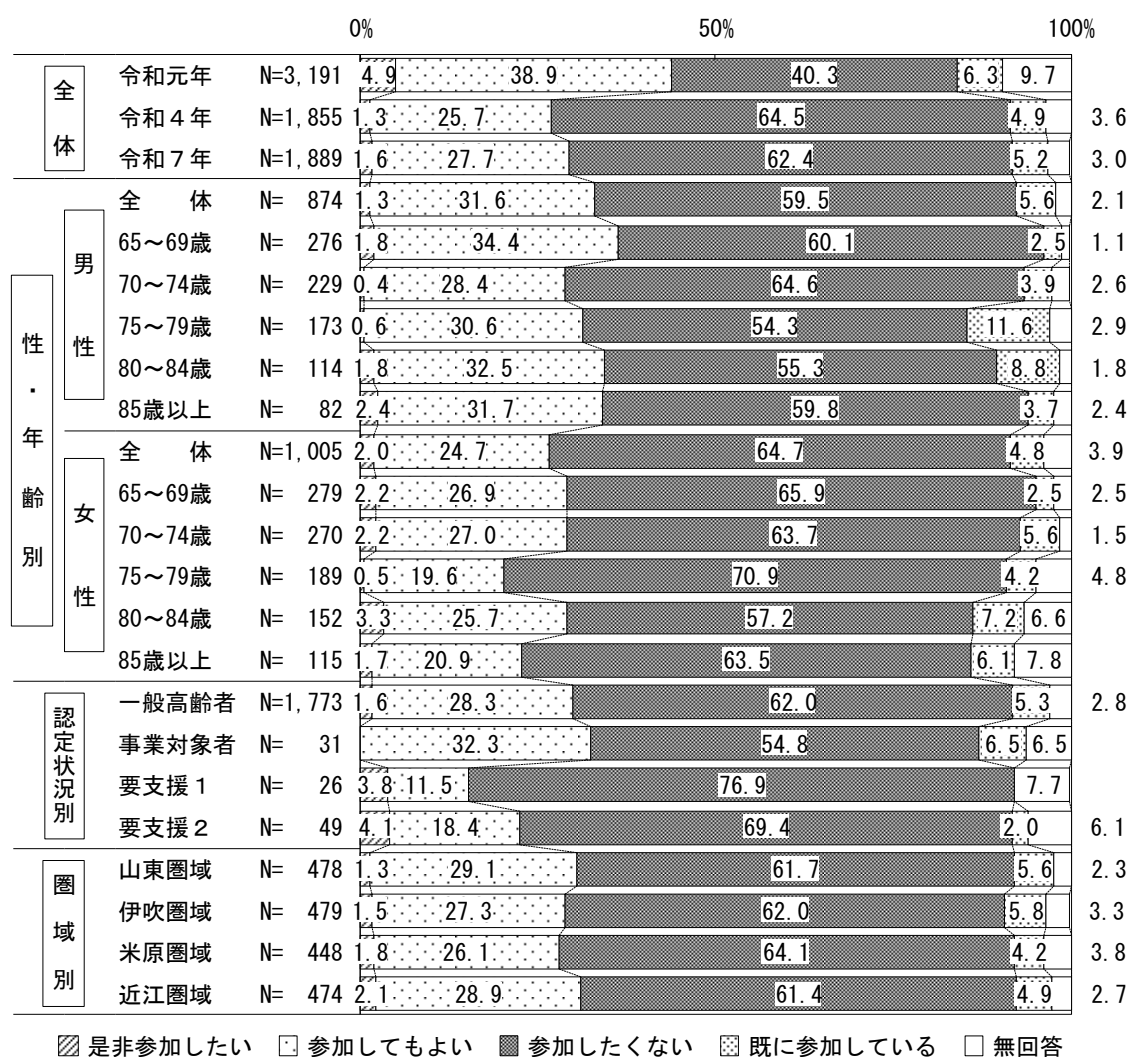 0% 50% 100%
全体
令和元年 N=3,191 4.9 38.9 40.3 6.3 9.7
令和4年 N=1,855 1.3 25.7 64.5 4.9 3.6
令和7年 N=1,889 1.6 27.7 62.4 5.2 3.0
性・年齢別
男性
全体 N= 874 1.3 31.6 59.5 5.6 2.1
65～69歳 N= 276 1.8 34.4 60.1 2.5 1.1
70～74歳 N= 229 0.4 28.4 64.6 3.9 2.6
75～79歳 N= 173 0.6 30.6 54.3 11.6 2.9
80～84歳 N= 114 1.8 32.5 55.3 8.8 1.8
85歳以上 N= 82 2.4 31.7 59.8 3.7 2.4
女性
全体 N=1,005 2.0 24.7 64.7 4.8 3.9
65～69歳 N= 279 2.2 26.9 65.9 2.5 2.5
70～74歳 N= 270 2.2 27.0 63.7 5.6 1.5
75～79歳 N= 189 0.5 19.6 70.9 4.2 4.8
80～84歳 N= 152 3.3 25.7 57.2 7.2 6.6
85歳以上 N= 115 1.7 20.9 63.5 6.1 7.8
認定状況別
一般高齢者 N=1,773 1.6 28.3 62.0 5.3 2.8
事業対象者 N= 31 32.3 54.8 6.5 6.5
要支援1 N= 26 3.8 11.5 76.9 7.7
要支援2 N= 49 4.1 18.4 69.4 2.0 6.1
圏域別
山東圏域 N= 478 1.3 29.1 61.7 5.6 2.3
伊吹圏域 N= 479 1.5 27.3 62.0 5.8 3.3
米原圏域 N= 448 1.8 26.1 64.1 4.2 3.8
近江圏域 N= 474 2.1 28.9 61.4 4.9 2.7
是非参加したい 参加してもよい 参加したくない 既に参加している 無回答